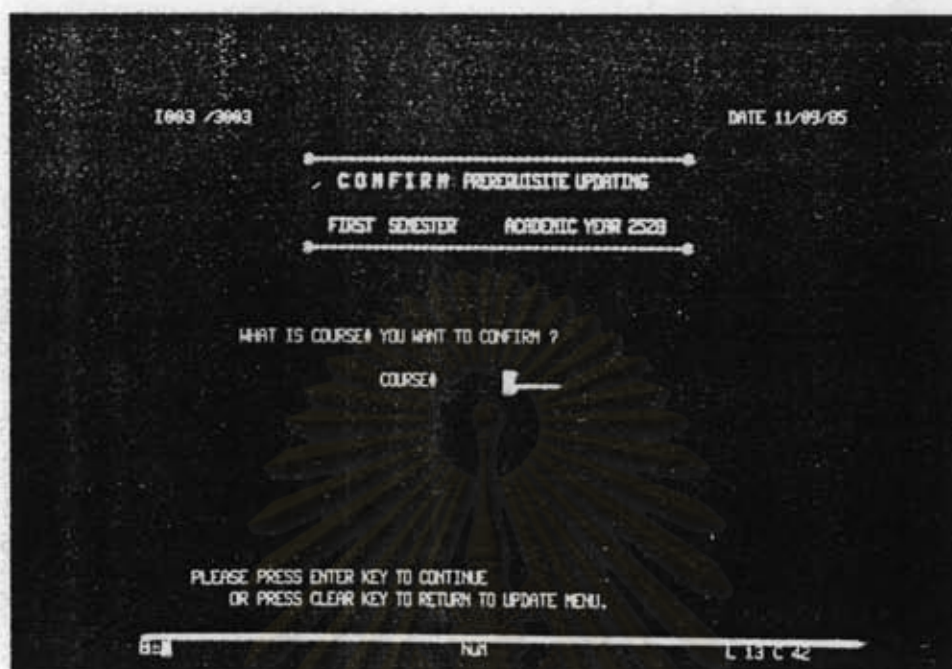 I003 /3003 DATE 11/09/85
CONFIRM PREREQUISITE UPDATING
FIRST SEMESTER ACADEMIC YEAR 2528
WHAT IS COURSE# YOU WANT TO CONFIRM ?
COURSE#
PLEASE PRESS ENTER KEY TO CONTINUE
OR PRESS CLEAR KEY TO RETURN TO UPDATE MENU.
NUM L 13 C 42